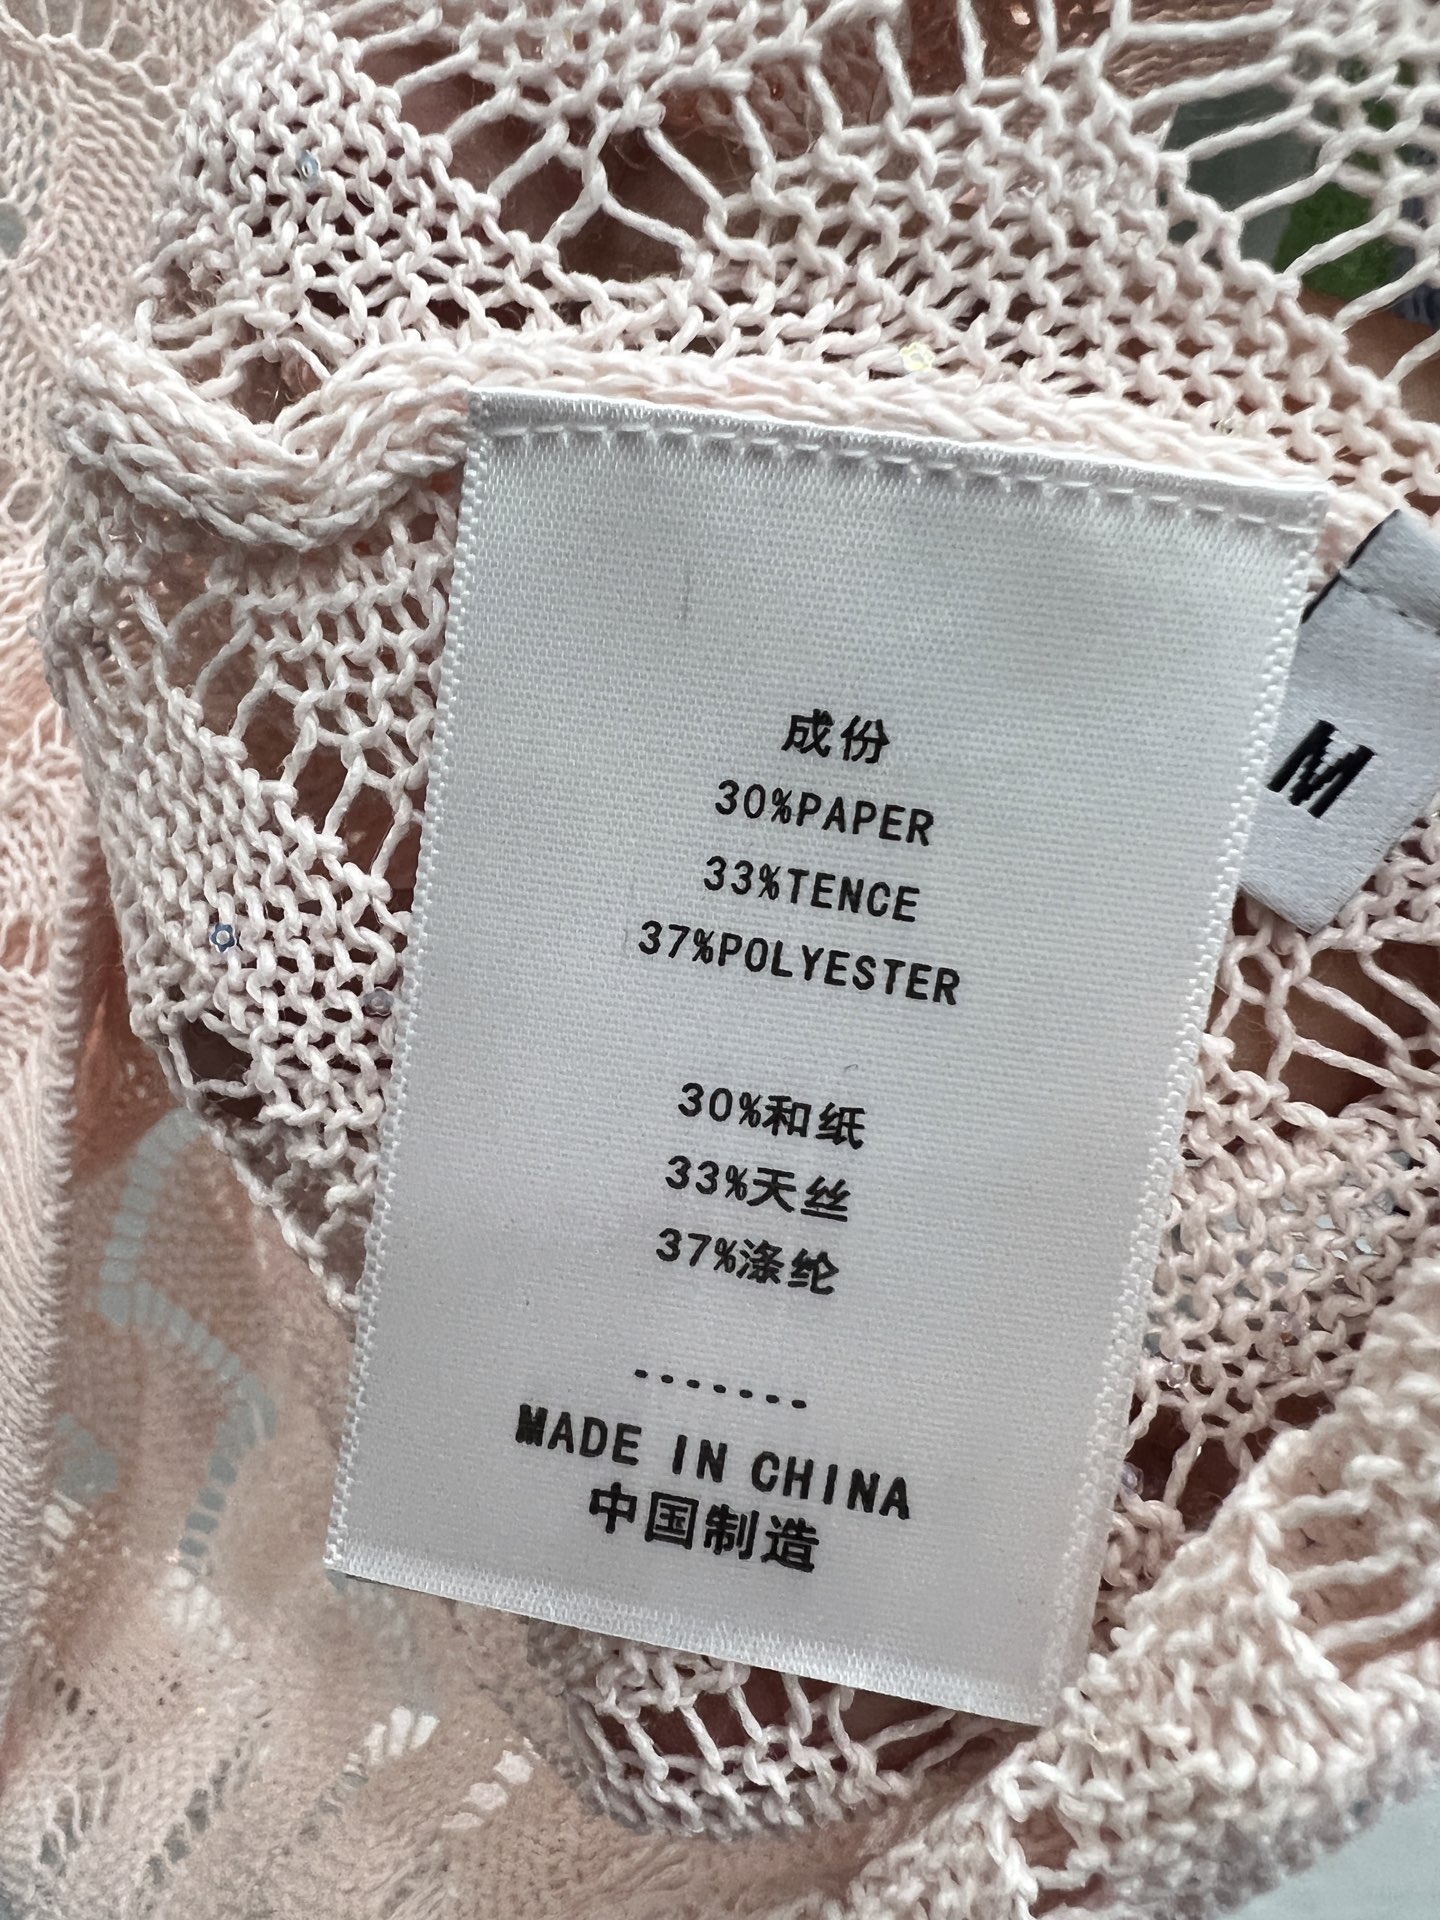 成份
30%PAPER
33%TENCE
37%POLYESTER
30%和纸
33%天丝
37%涤纶
.......
MADE IN CHINA
中国制造
M